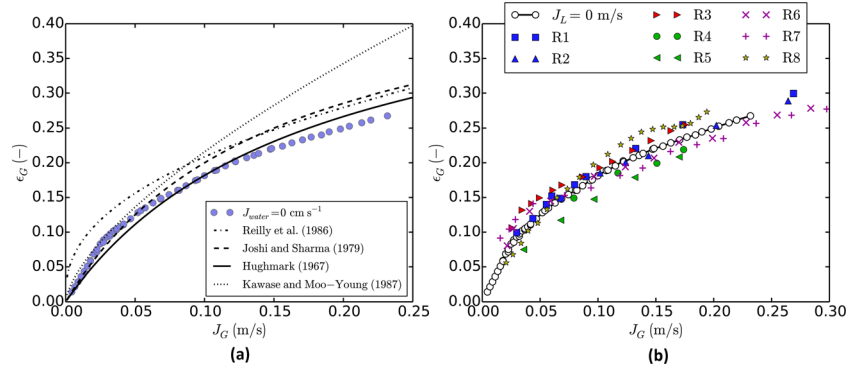 0.40
0.35
0.30
0.25
0.20
0.15
0.10
0.05
0.00
ϵG (−)
0.00 0.05 0.10 0.15 0.20 0.25
JG (m/s)
Jwater=0 cm s−1
Reilly et al. (1986)
Joshi and Sharma (1979)
Hughmark (1967)
Kawase and Moo−Young (1987)
(a)
JL = 0 m/s
R1
R2
R3
R4
R5
R6
R7
R8
0.40
0.35
0.30
0.25
0.20
0.15
0.10
0.05
0.00
ϵG (−)
0.00 0.05 0.10 0.15 0.20 0.25 0.30
JG (m/s)
(b)